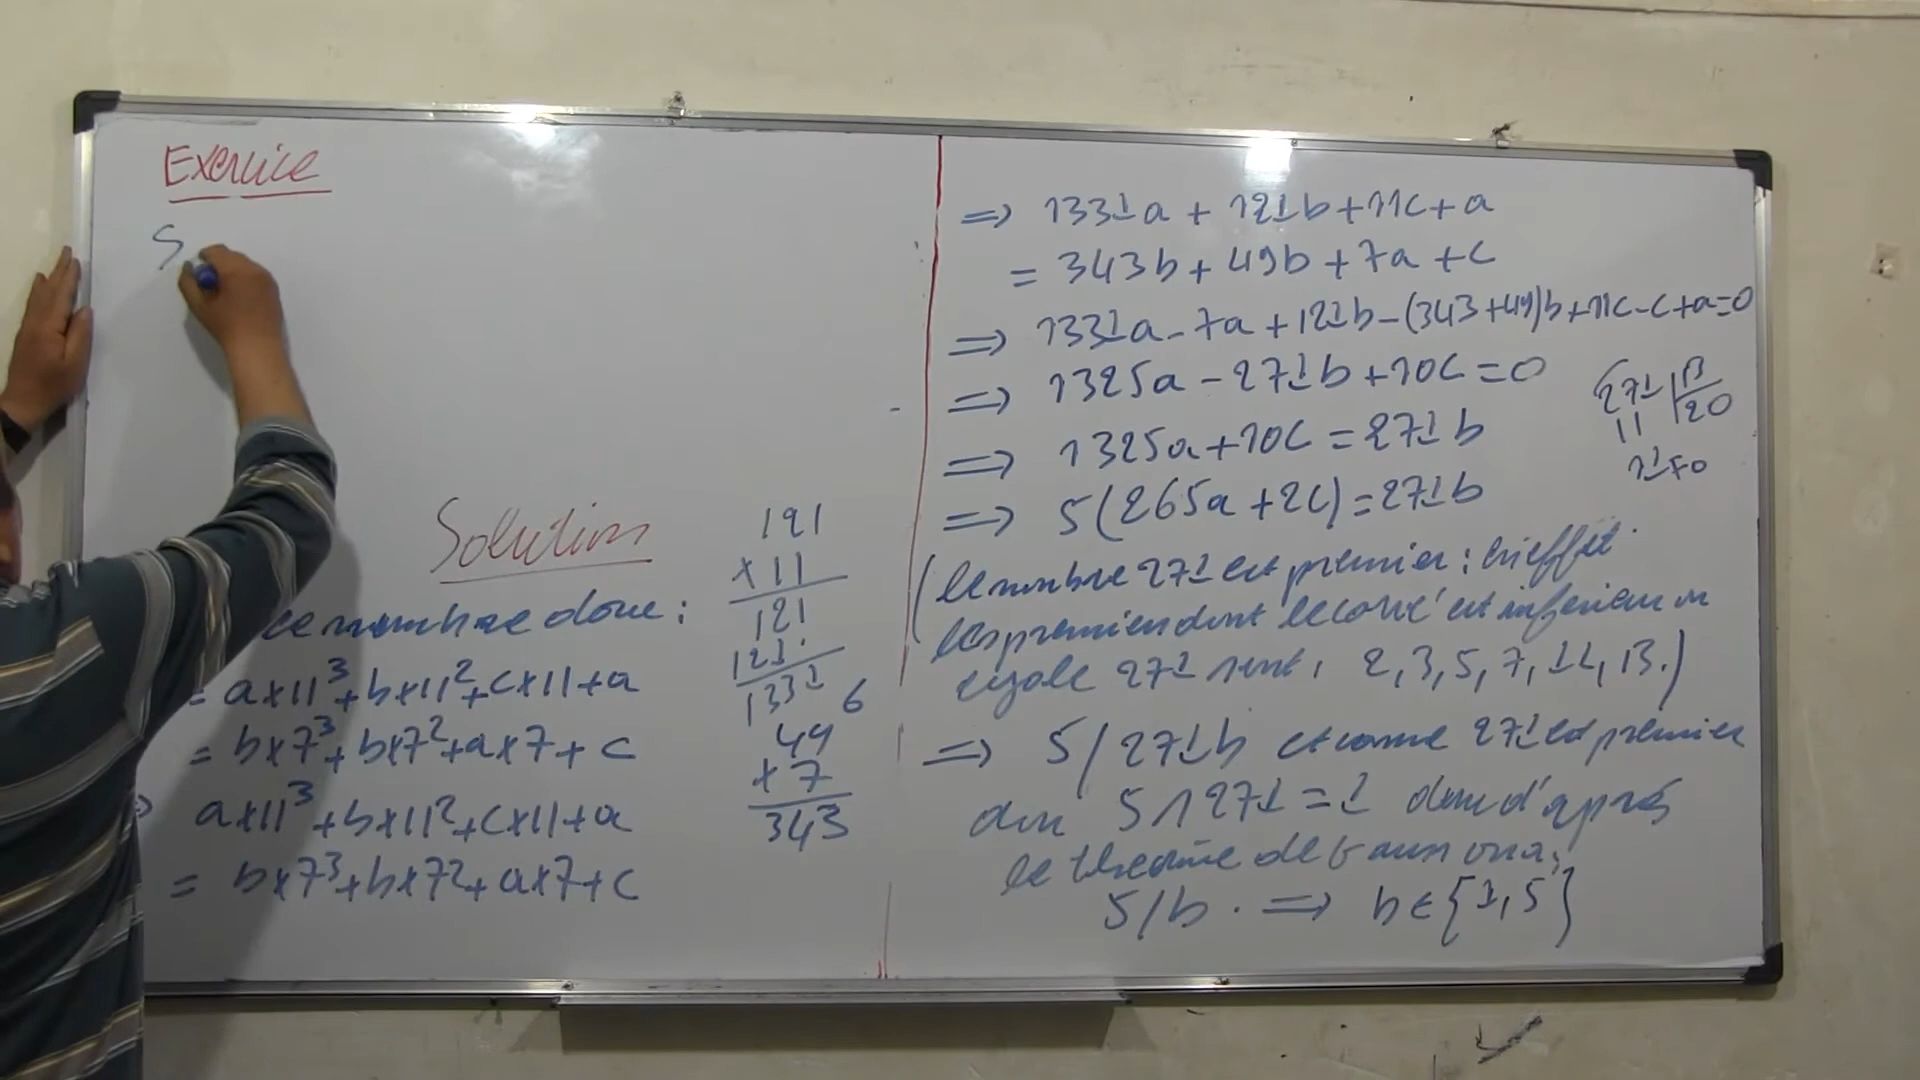 Exercice
S
Solution
le nombre donc :
= a×11³+b×11²+c×11+a
= b×7³+b×7²+a×7+c
⇒ a×11³+b×11²+c×11+a
= b×7³+b×7²+a×7+c
121
×11
121
121.
1331
6
49
×7
343
⇒ 1331a + 121b+11c+a
= 343b+49b+7a+c
⇒ 1331a-7a+121b-(343+49)b+11c-c+a=0
⇒ 1325a-271b+10c=0
⇒ 1325a+10c=271b
⇒ 5(265a+2c)=271b
271 | 13
11 | 20
11≠0
(le nombre 271 est premier : en effet
les premiers dont le carré est inférieur ou
égale 271 sont, 2,3,5,7,11,13.)
⇒ 5/271b et comme 271 est premier
donc 5∧271=1 donc d'après
le théorème de Gauss on a,
5/b. ⇒ b∈{1,5}